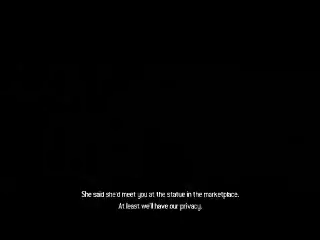 She said she'd meet you at the statue in the marketplace.
At least we'll have our privacy.